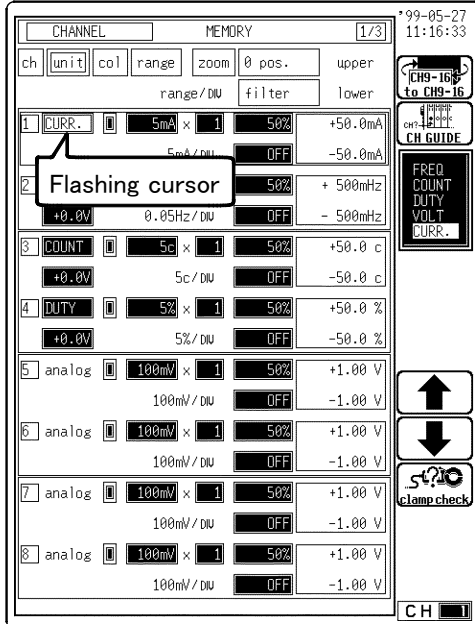 '99-05-27
CHANNEL MEMORY 1/3 11:16:33
ch unit col range zoom 0 pos. upper
range/DIV filter lower
CH9-16
to CH9-16
CH?
CH GUIDE
1 CURR. 5mA × 1 50% +50.0mA
5mA/DIV OFF -50.0mA
Flashing cursor
2 50% + 500mHz
+0.0V 0.05Hz/DIV OFF - 500mHz
FREQ
COUNT
DUTY
VOLT
CURR.
3 COUNT 5c × 1 50% +50.0 c
+0.0V 5c/DIV OFF -50.0 c
4 DUTY 5% × 1 50% +50.0 %
+0.0V 5%/DIV OFF -50.0 %
5 analog 100mV × 1 50% +1.00 V
100mV/DIV OFF -1.00 V
6 analog 100mV × 1 50% +1.00 V
100mV/DIV OFF -1.00 V
7 analog 100mV × 1 50% +1.00 V
100mV/DIV OFF -1.00 V
8 analog 100mV × 1 50% +1.00 V
100mV/DIV OFF -1.00 V
clamp check
CH 1